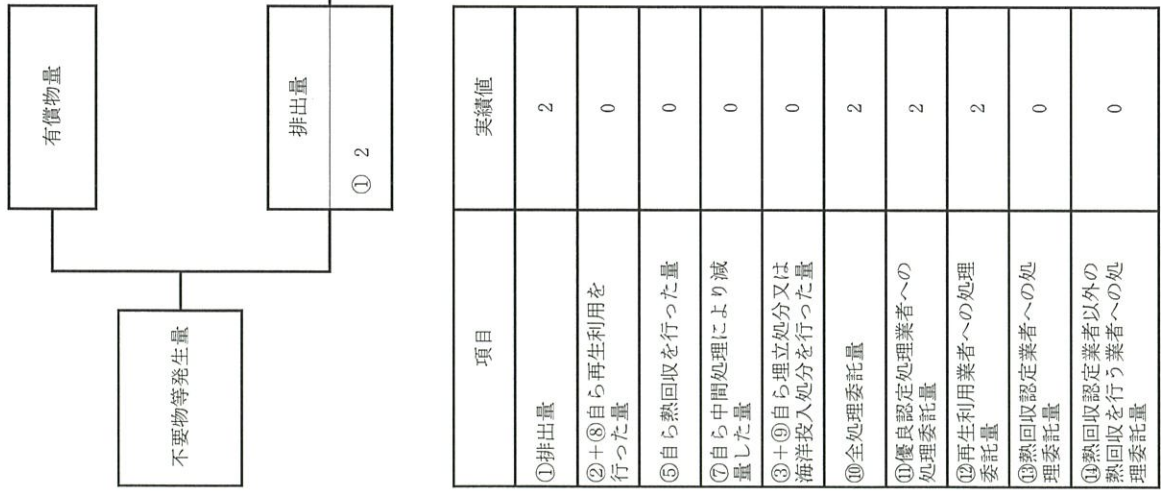 有償物量
不要物等発生量
排出量
① 2
項目
実績値
①排出量
2
②+⑧自ら再生利用を
行った量
0
⑤自ら熱回収を行った量
0
⑦自ら中間処理により減
量した量
0
③+⑨自ら埋立処分又は
海洋投入処分を行った量
0
⑩全処理委託量
2
⑪優良認定処理業者への
処理委託量
2
⑫再生利用業者への処理
委託量
2
⑬熱回収認定業者への処
理委託量
0
⑭熱回収認定業者以外の
熱回収を行う業者への処
理委託量
0